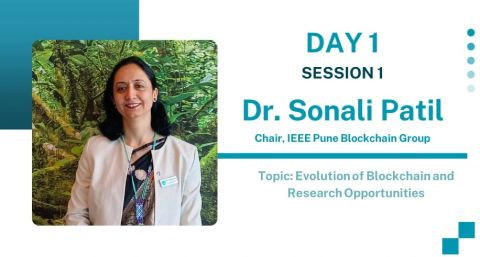 DAY 1
SESSION 1
Dr. Sonali Patil
Chair, IEEE Pune Blockchain Group
Topic: Evolution of Blockchain and
Research Opportunities